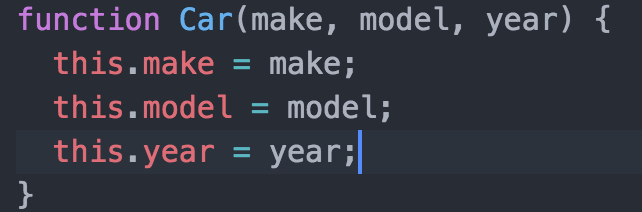 function Car(make, model, year) {
  this.make = make;
  this.model = model;
  this.year = year;
}